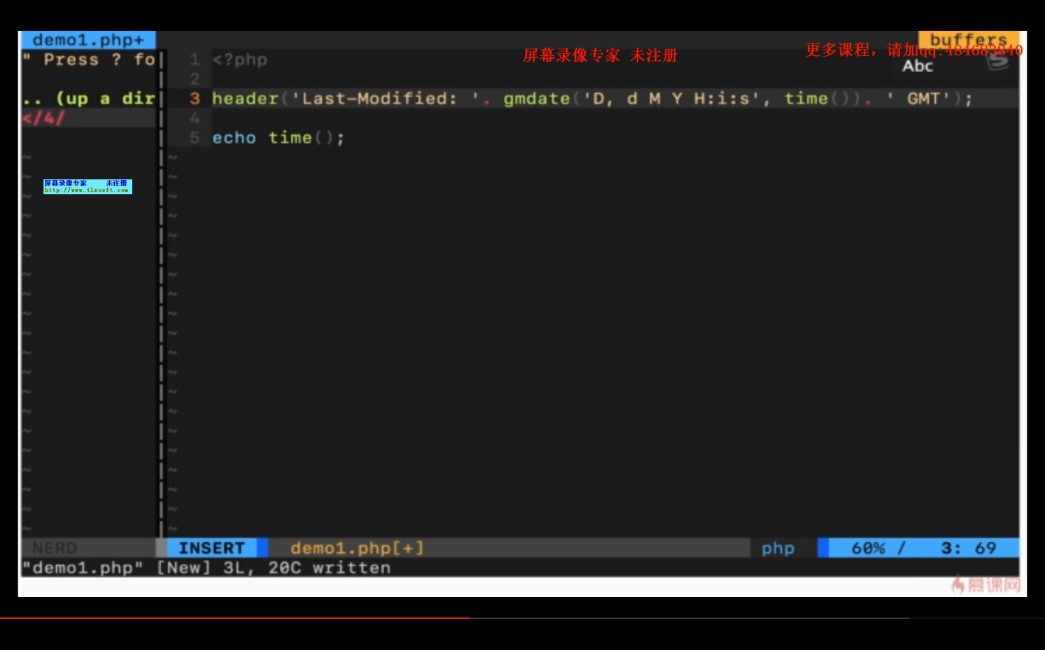 demo1.php+
buffers
更多课程，请加qq:484682840
屏幕录像专家 未注册
Abc
" Press ? fo
.. (up a dir
</4/
屏幕录像专家 未注册
http://www.tlxsoft.com
1 <?php
2
3 header('Last-Modified: '. gmdate('D, d M Y H:i:s', time()). ' GMT');
4
5 echo time();
NERD
INSERT demo1.php[+] php 60% / 3: 69
"demo1.php" [New] 3L, 20C written
慕课网